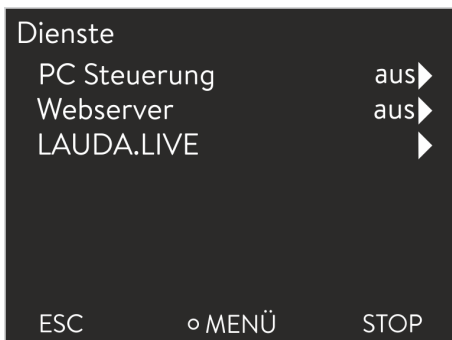 Dienste
PC Steuerung aus
Webserver aus
LAUDA.LIVE
ESC MENÜ STOP